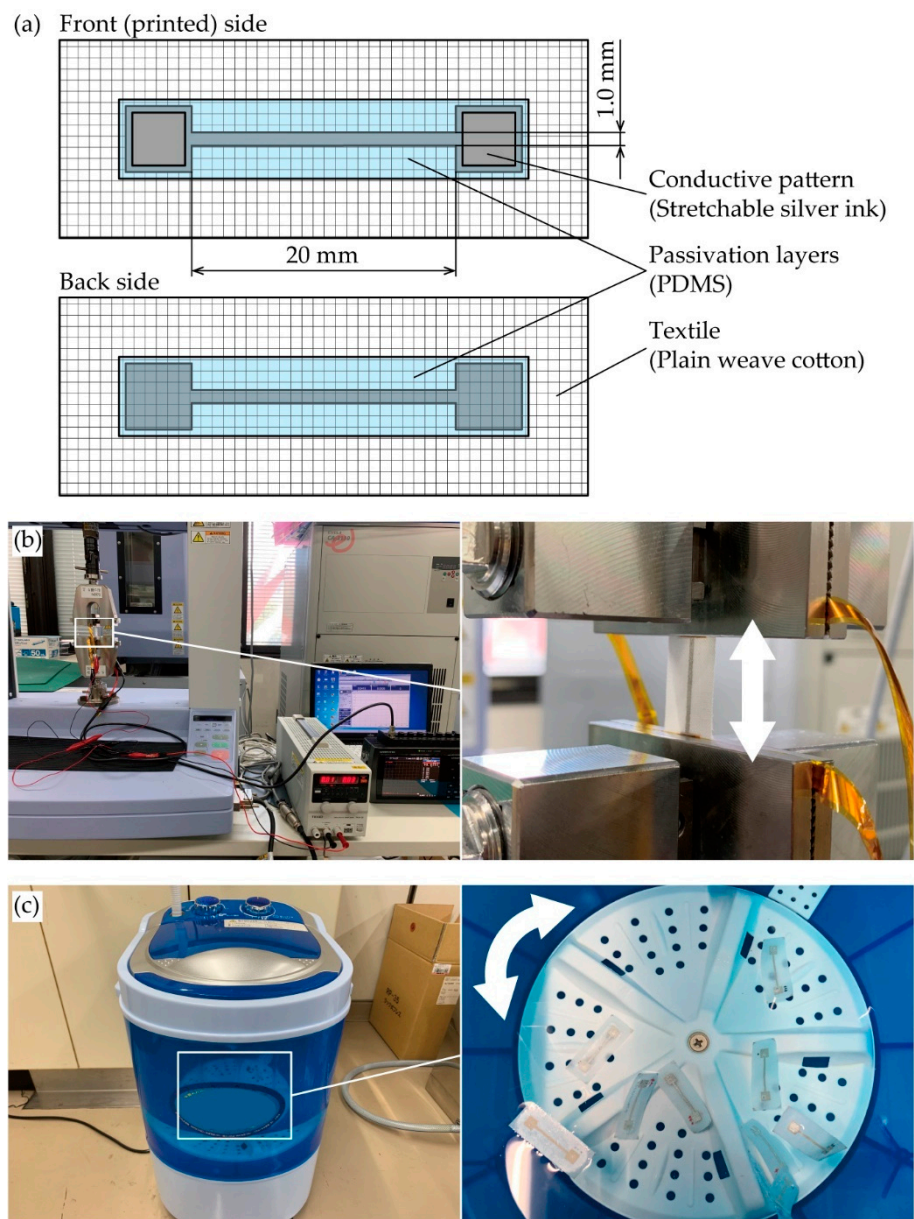 (a) Front (printed) side
1.0 mm
Conductive pattern
(Stretchable silver ink)
20 mm
Passivation layers
(PDMS)
Back side
Textile
(Plain weave cotton)
(b)
(c)